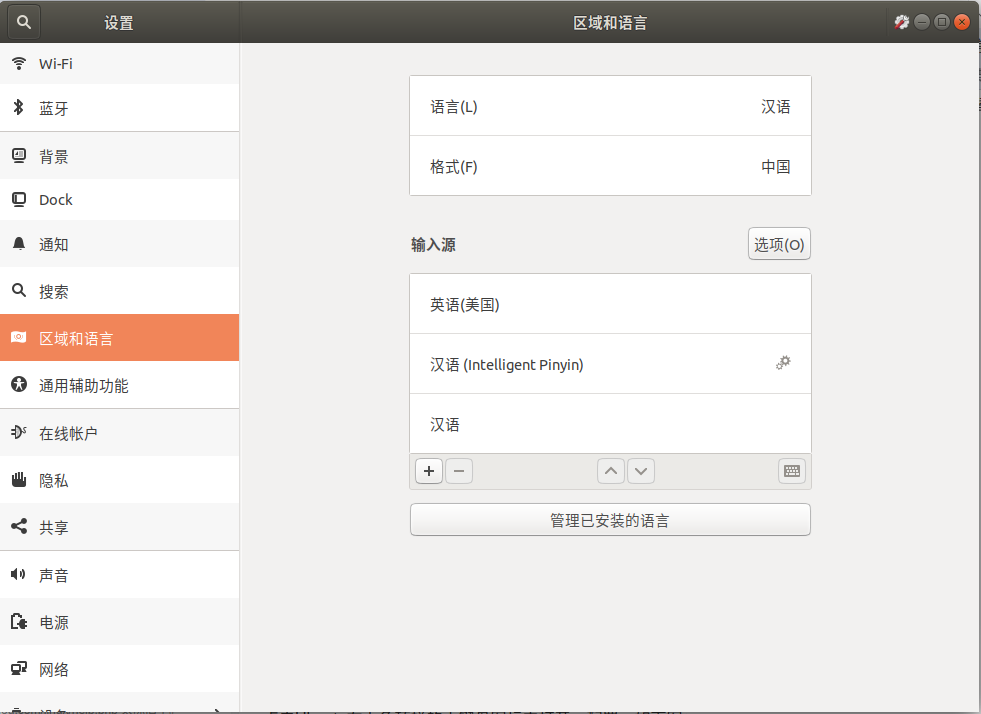 设置
区域和语言
Wi-Fi
蓝牙
背景
Dock
通知
搜索
区域和语言
通用辅助功能
在线帐户
隐私
共享
声音
电源
网络
语言(L) 汉语
格式(F) 中国
输入源 选项(O)
英语(美国)
汉语 (Intelligent Pinyin)
汉语
管理已安装的语言